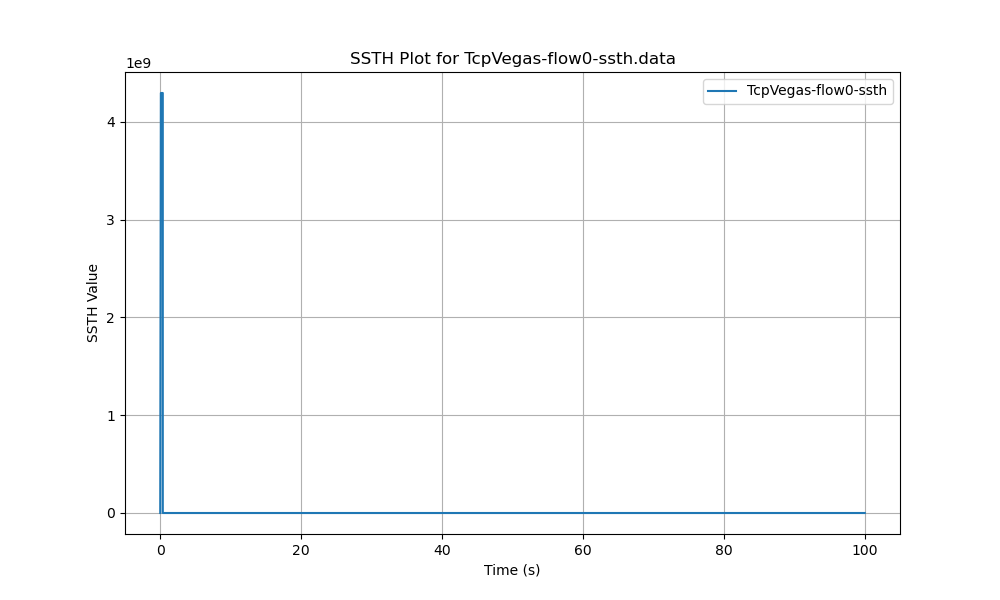 SSTH Plot for TcpVegas-flow0-ssth.data
1e9
TcpVegas-flow0-ssth
4
3
2
1
0
SSTH Value
0 20 40 60 80 100
Time (s)